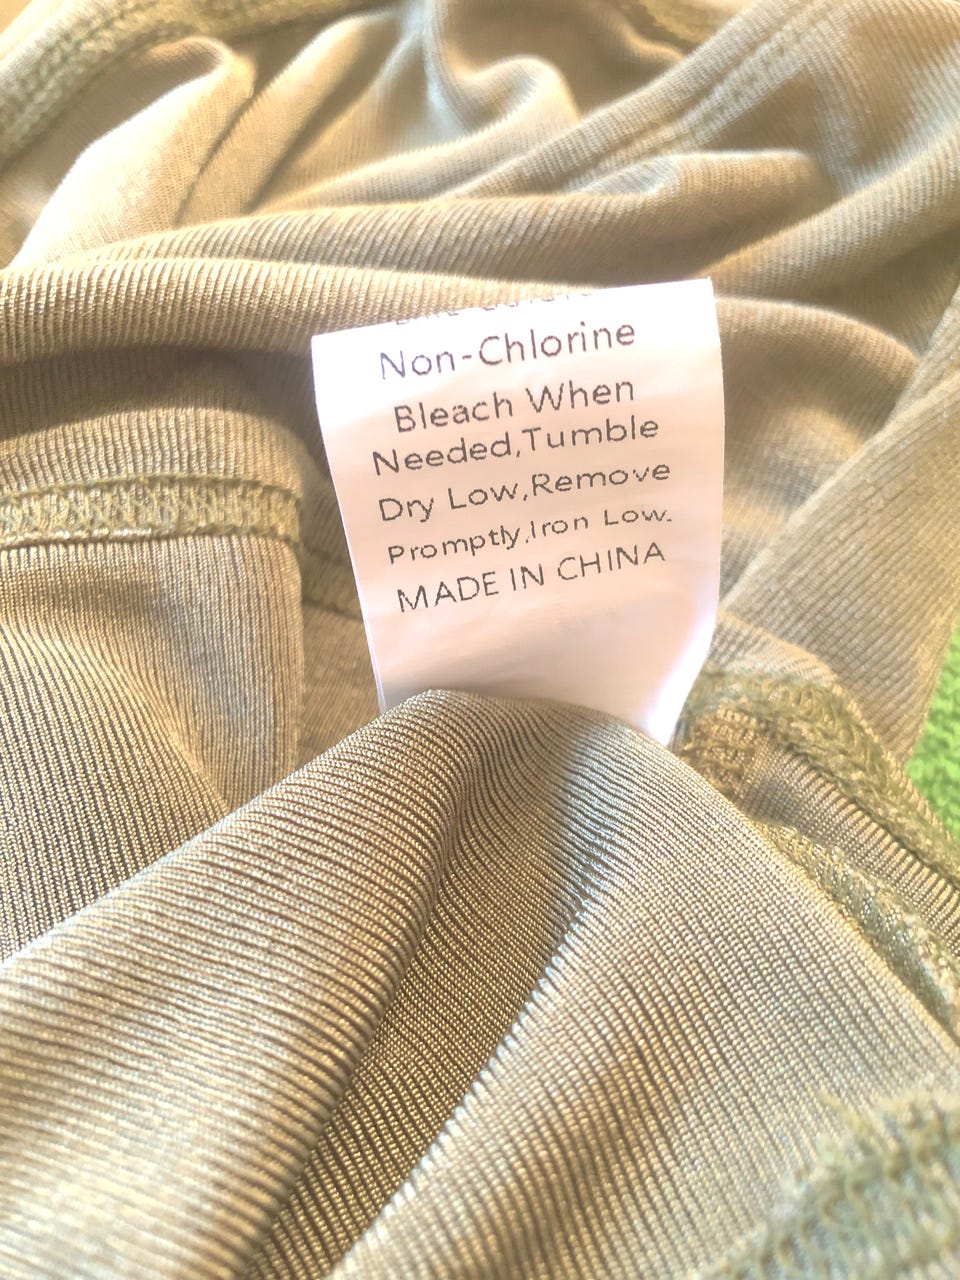 Non-Chlorine
Bleach When
Needed,Tumble
Dry Low,Remove
Promptly,Iron Low.
MADE IN CHINA